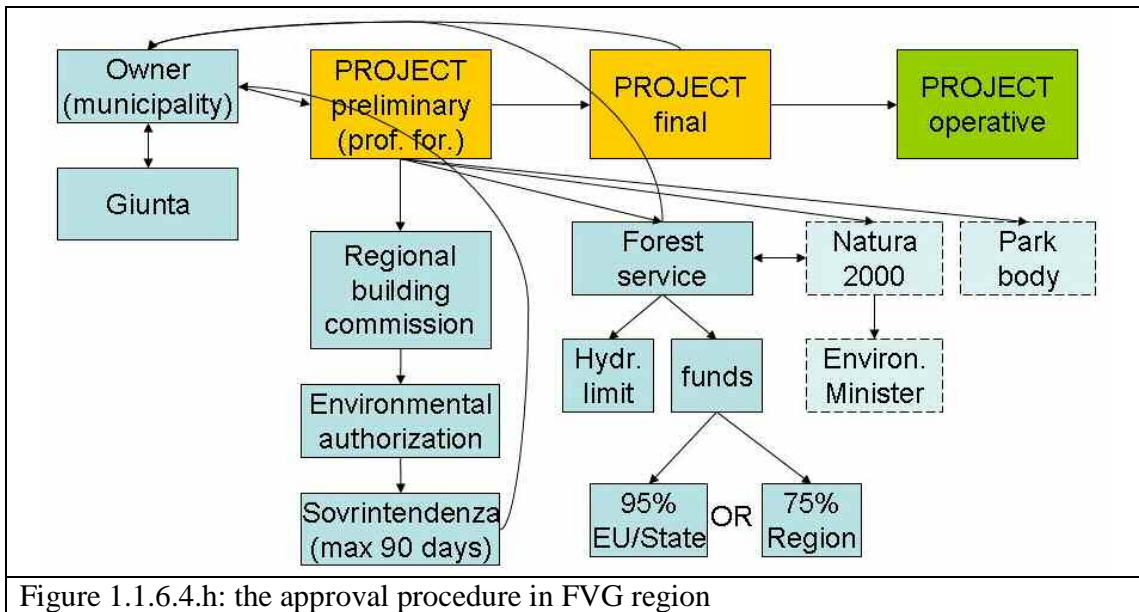 Owner
(municipality)
PROJECT
preliminary
(prof. for.)
PROJECT
final
PROJECT
operative
Giunta
Regional
building
commission
Forest
service
Natura
2000
Park
body
Hydr.
limit
funds
Environ.
Minister
Environmental
authorization
Sovrintendenza
(max 90 days)
95%
EU/State
OR
75%
Region
Figure 1.1.6.4.h: the approval procedure in FVG region